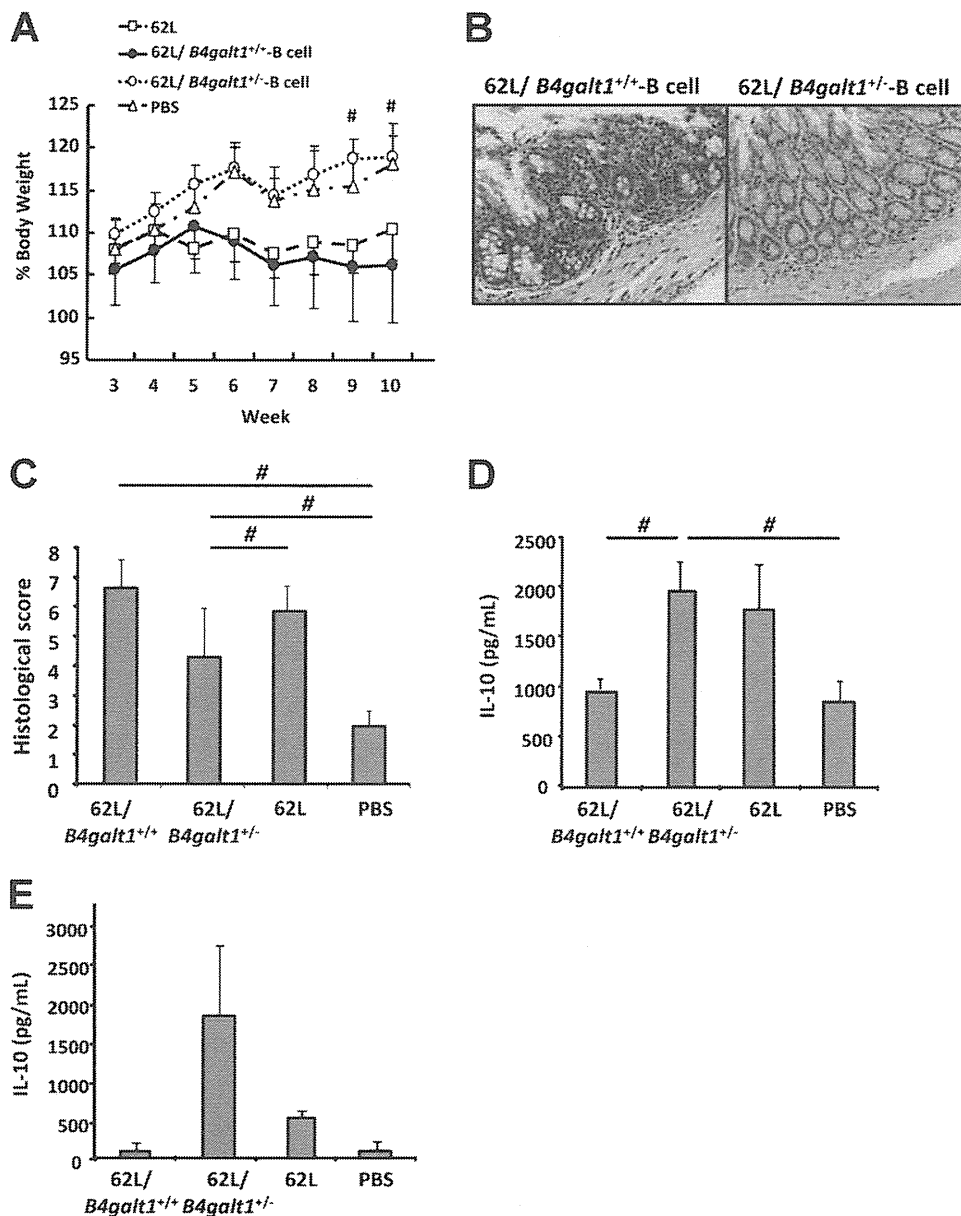 A
62L
62L/ B4galt1+/+-B cell
62L/ B4galt1+/--B cell
PBS
125
120
115
110
105
100
95
% Body Weight
# #
3 4 5 6 7 8 9 10
Week
B
62L/ B4galt1+/+-B cell 62L/ B4galt1+/--B cell
C
#
#
#
8
7
6
5
4
3
2
1
0
Histological score
62L/ 62L/ 62L PBS
B4galt1+/+ B4galt1+/-
D
# #
2500
2000
1500
1000
500
0
IL-10 (pg/mL)
62L/ 62L/ 62L PBS
B4galt1+/+ B4galt1+/-
E
3000
2500
2000
1500
1000
500
0
IL-10 (pg/mL)
62L/ 62L/ 62L PBS
B4galt1+/+ B4galt1+/-